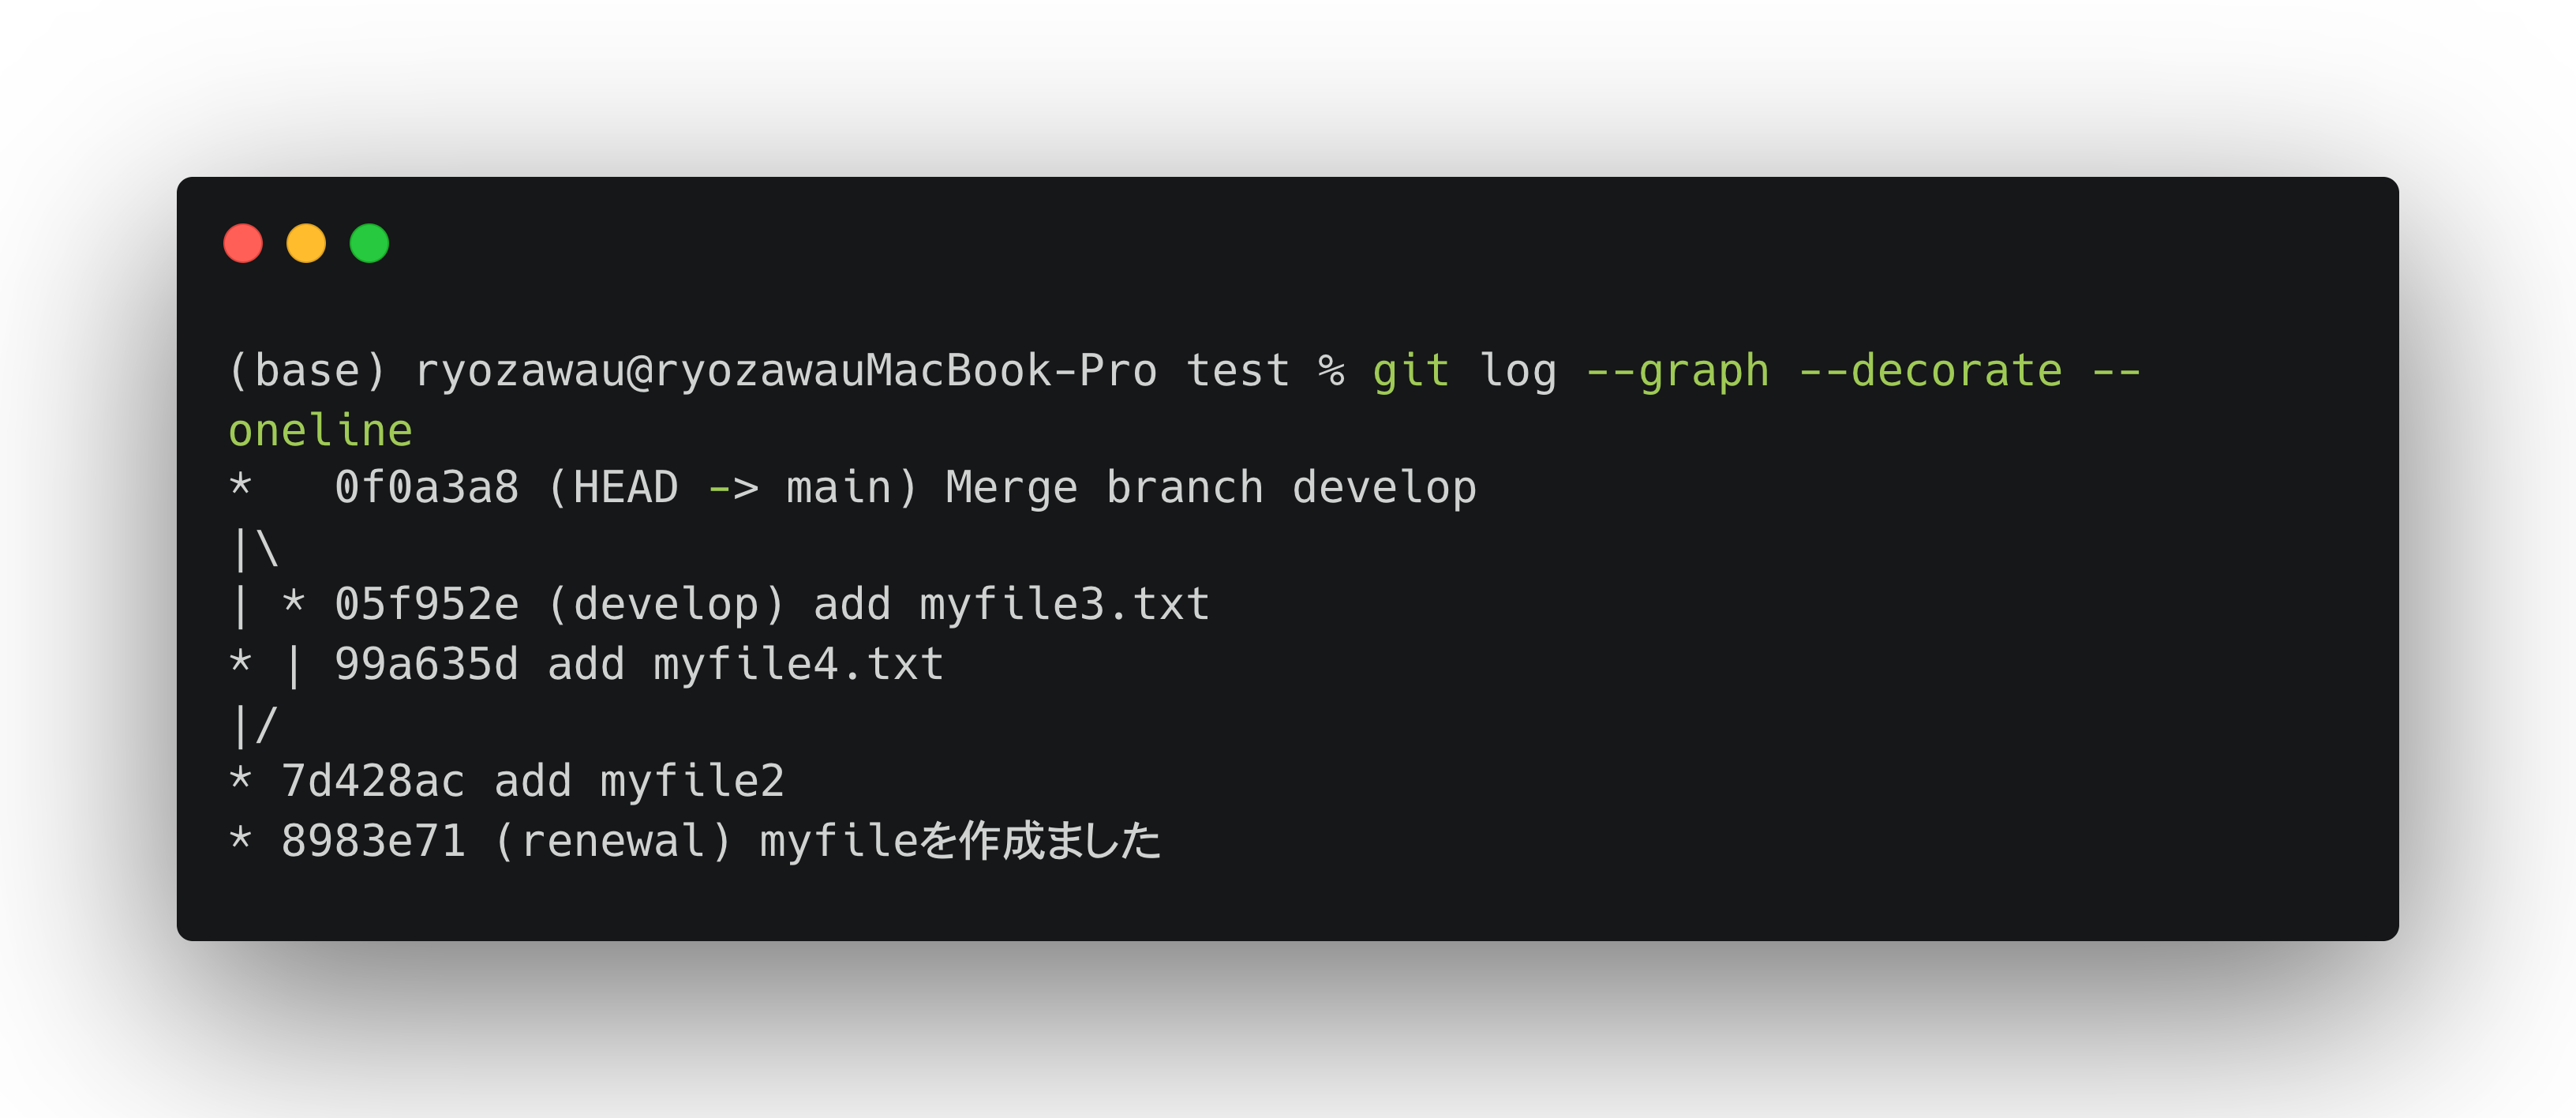 (base) ryozawau@ryozawauMacBook-Pro test % git log --graph --decorate --
oneline
*   0f0a3a8 (HEAD -> main) Merge branch develop
|\
| * 05f952e (develop) add myfile3.txt
* | 99a635d add myfile4.txt
|/
* 7d428ac add myfile2
* 8983e71 (renewal) myfileを作成ました